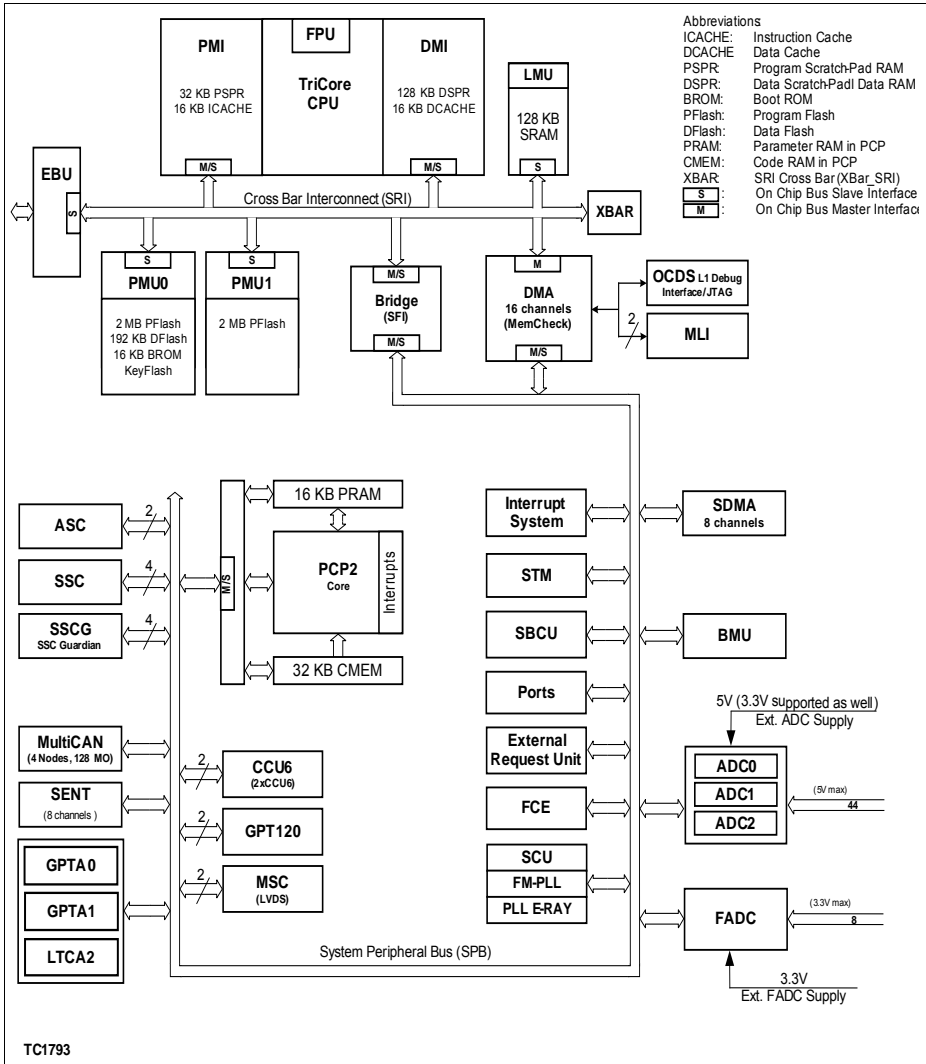 PMI
32 KB PSPR
16 KB ICACHE
M/S
FPU
TriCore
CPU
DMI
128 KB DSPR
16 KB DCACHE
M/S
LMU
128 KB
SRAM
S
Abbreviations:
ICACHE: Instruction Cache
DCACHE Data Cache
PSPR: Program Scratch-Pad RAM
DSPR: Data Scratch-Padl Data RAM
BROM: Boot ROM
PFlash: Program Flash
DFlash: Data Flash
PRAM: Parameter RAM in PCP
CMEM: Code RAM in PCP
XBAR: SRI Cross Bar (XBar_SRI)
S : On Chip Bus Slave Interface
M : On Chip Bus Master Interface
EBU
S
Cross Bar Interconnect (SRI)
XBAR
S
PMU0
2 MB PFlash
192 KB DFlash
16 KB BROM
KeyFlash
S
PMU1
2 MB PFlash
M/S
Bridge
(SFI)
M/S
M
DMA
16 channels
(MemCheck)
M/S
OCDS L1 Debug
Interface/JTAG
2
MLI
ASC
2
SSC
4
SSCG
SSC Guardian
4
M/S
16 KB PRAM
PCP2
Core
Interrupts
32 KB CMEM
Interrupt
System
SDMA
8 channels
STM
SBCU
BMU
Ports
External
Request Unit
FCE
SCU
FM-PLL
PLL E-RAY
5V (3.3V supported as well)
Ext. ADC Supply
ADC0
ADC1
ADC2
(5V max)
44
FADC
(3.3V max)
8
3.3V
Ext. FADC Supply
MultiCAN
(4 Nodes, 128 MO)
SENT
(8 channels )
GPTA0
GPTA1
LTCA2
2
CCU6
(2xCCU6)
2
GPT120
2
MSC
(LVDS)
System Peripheral Bus (SPB)
TC1793